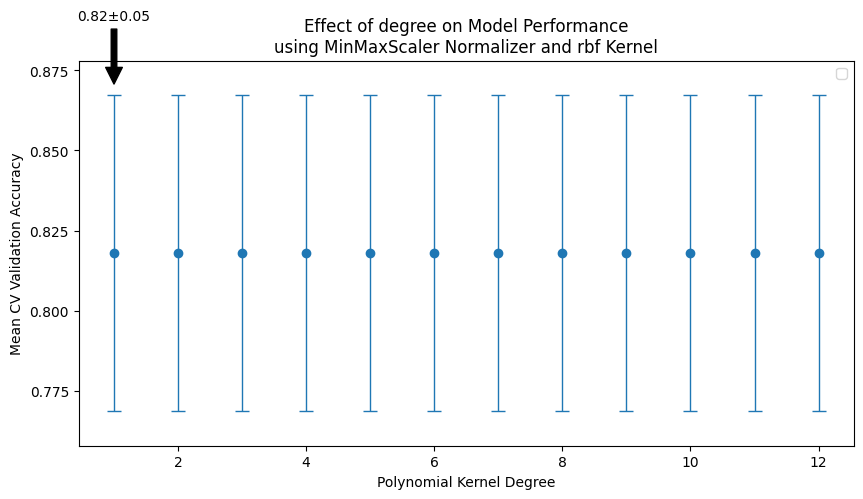 0.82±0.05
Effect of degree on Model Performance
using MinMaxScaler Normalizer and rbf Kernel
0.875
0.850
0.825
0.800
0.775
Mean CV Validation Accuracy
2 4 6 8 10 12
Polynomial Kernel Degree